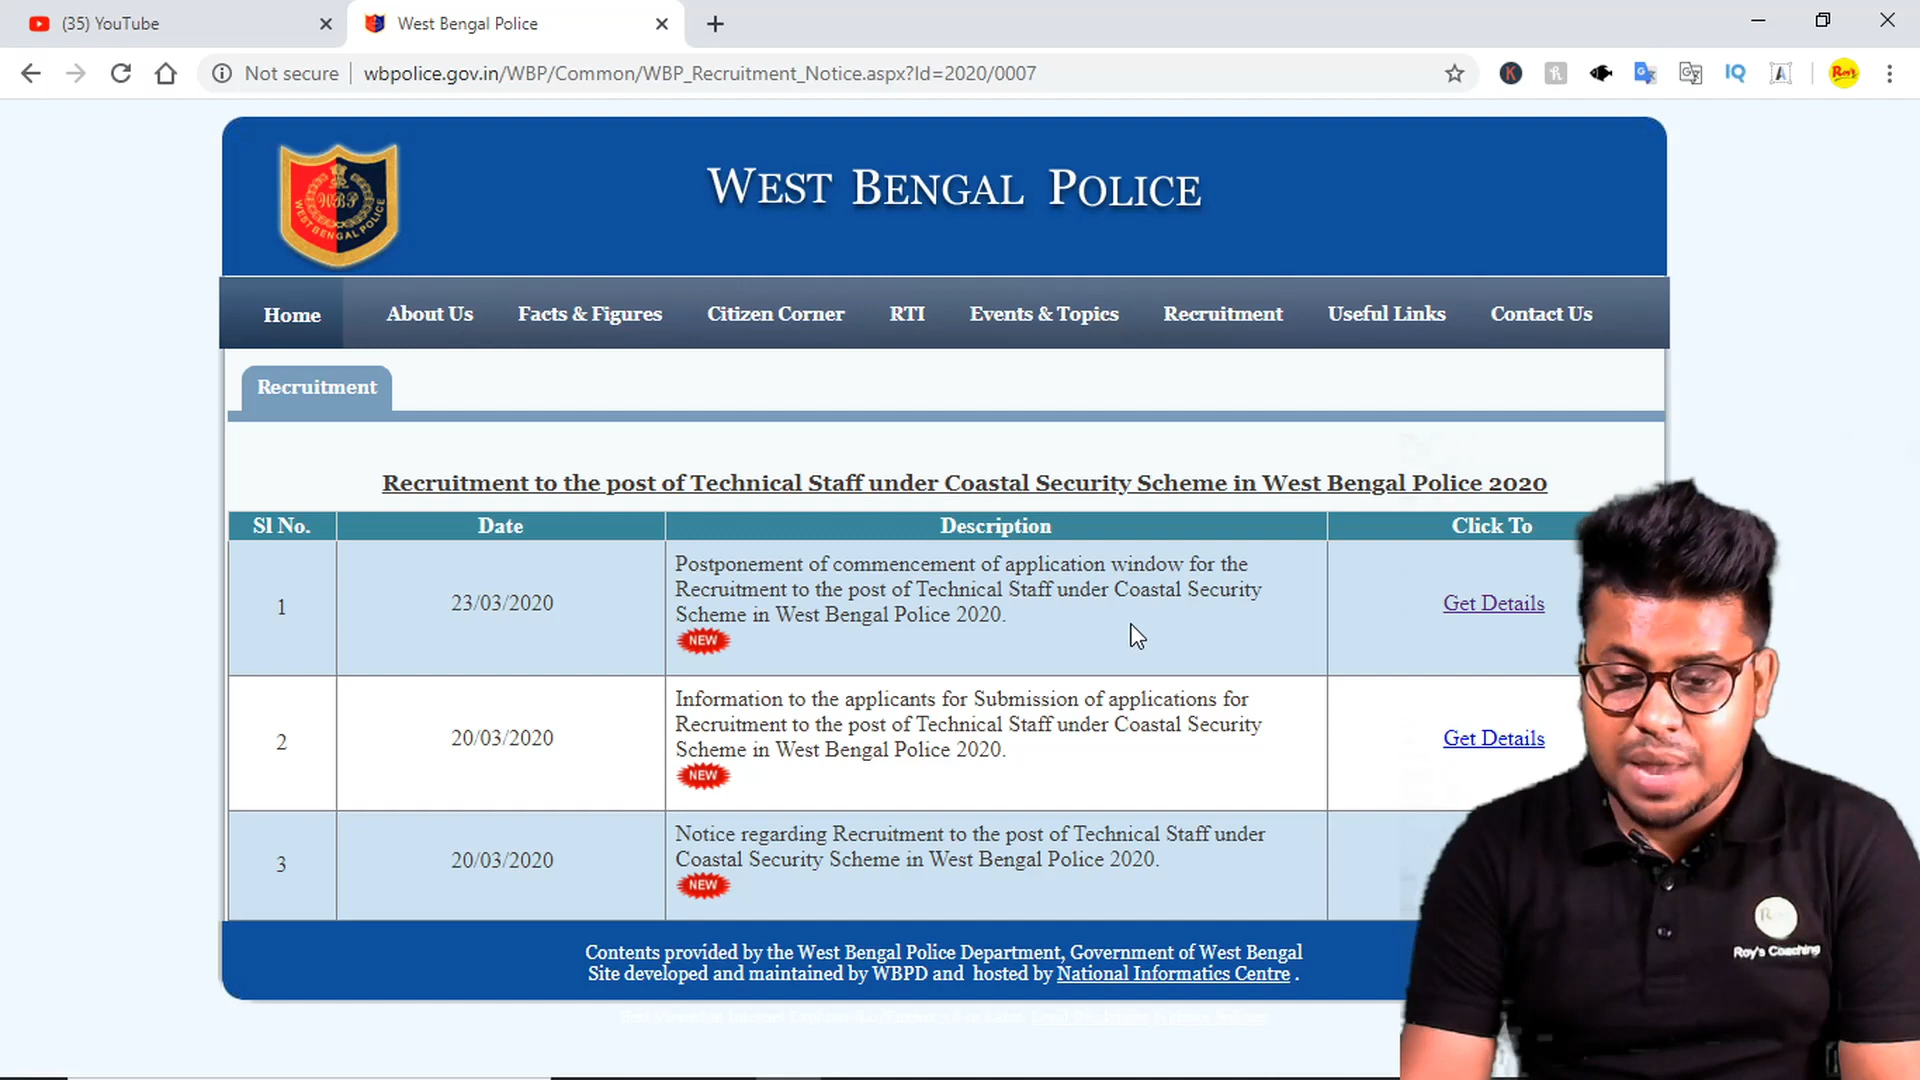 (35) YouTube
West Bengal Police
Not secure
wbpolice.gov.in/WBP/Common/WBP_Recruitment_Notice.aspx?Id=2020/0007
WEST BENGAL POLICE
WBP
WEST BENGAL POLICE
Home
About Us
Facts & Figures
Citizen Corner
RTI
Events & Topics
Recruitment
Useful Links
Contact Us
Recruitment
Recruitment to the post of Technical Staff under Coastal Security Scheme in West Bengal Police 2020
Sl No.
Date
Description
Click To
1
23/03/2020
Postponement of commencement of application window for the
Recruitment to the post of Technical Staff under Coastal Security
Scheme in West Bengal Police 2020.
NEW
Get Details
2
20/03/2020
Information to the applicants for Submission of applications for
Recruitment to the post of Technical Staff under Coastal Security
Scheme in West Bengal Police 2020.
NEW
Get Details
3
20/03/2020
Notice regarding Recruitment to the post of Technical Staff under
Coastal Security Scheme in West Bengal Police 2020.
NEW
Contents provided by the West Bengal Police Department, Government of West Bengal
Site developed and maintained by WBPD and hosted by National Informatics Centre .
Roy's Coaching